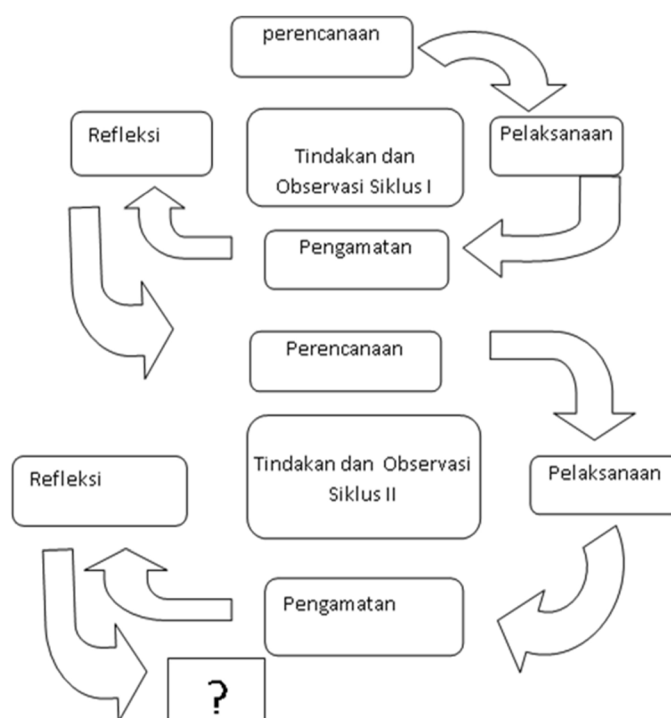 perencanaan
Refleksi
Tindakan dan
Observasi Siklus I
Pelaksanaan
Pengamatan
Perencanaan
Refleksi
Tindakan dan Observasi
Siklus II
Pelaksanaan
Pengamatan
?